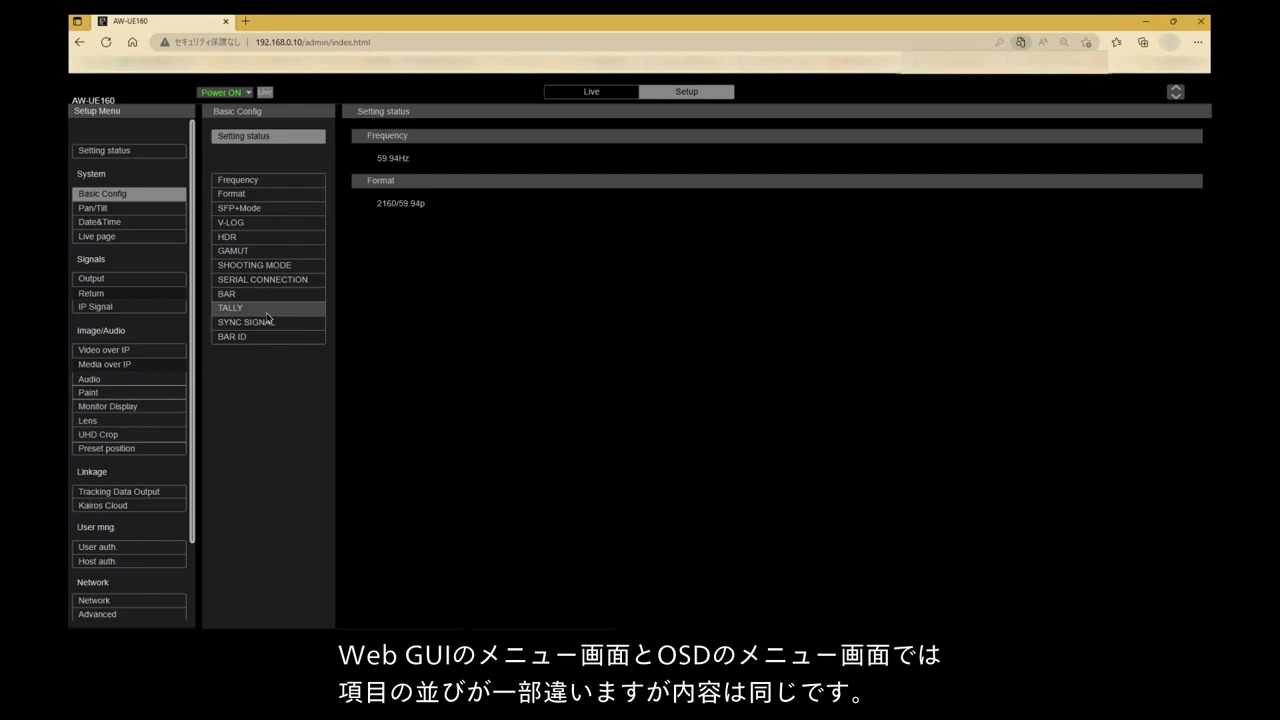 AW-UE160
セキュリティ保護なし 192.168.0.10/admin/index.html
AW-UE160
Power ON Live
Live Setup
Setup Menu
Setting status
System
Basic Config
Pan/Tilt
Date&Time
Live page
Signals
Output
Return
IP Signal
Image/Audio
Video over IP
Media over IP
Audio
Paint
Monitor Display
Lens
UHD Crop
Preset position
Linkage
Tracking Data Output
Kairos Cloud
User mng.
User auth.
Host auth.
Network
Network
Advanced
Basic Config
Setting status
Frequency
Format
SFP+Mode
V-LOG
HDR
GAMUT
SHOOTING MODE
SERIAL CONNECTION
BAR
TALLY
SYNC SIGNAL
BAR ID
Setting status
Frequency
59.94Hz
Format
2160/59.94p
Web GUIのメニュー画面とOSDのメニュー画面では
項目の並びが一部違いますが内容は同じです。